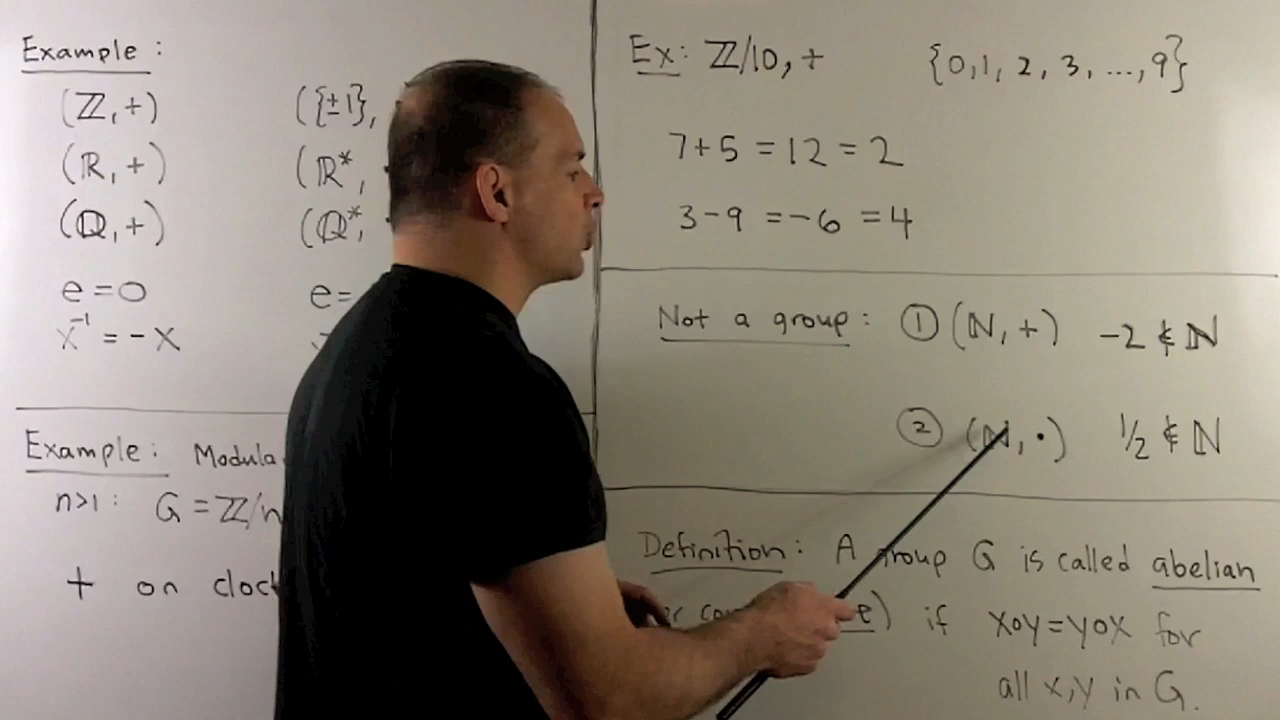 Example:
(ℤ, +) ({±1},
(ℝ, +) (ℝ*,
(ℚ, +) (ℚ*,
e = 0 e =
x⁻¹ = -x
Example: Modula
n>1: G = ℤ/n
+ on clock
Ex: ℤ/10, + {0, 1, 2, 3, ..., 9}
7+5 = 12 = 2
3-9 = -6 = 4
Not a group: ① (ℕ, +) -2 ∉ ℕ
② (ℕ, ·) 1/2 ∉ ℕ
Definition: A group G is called abelian
e) if x∘y = y∘x for
all x, y in G.